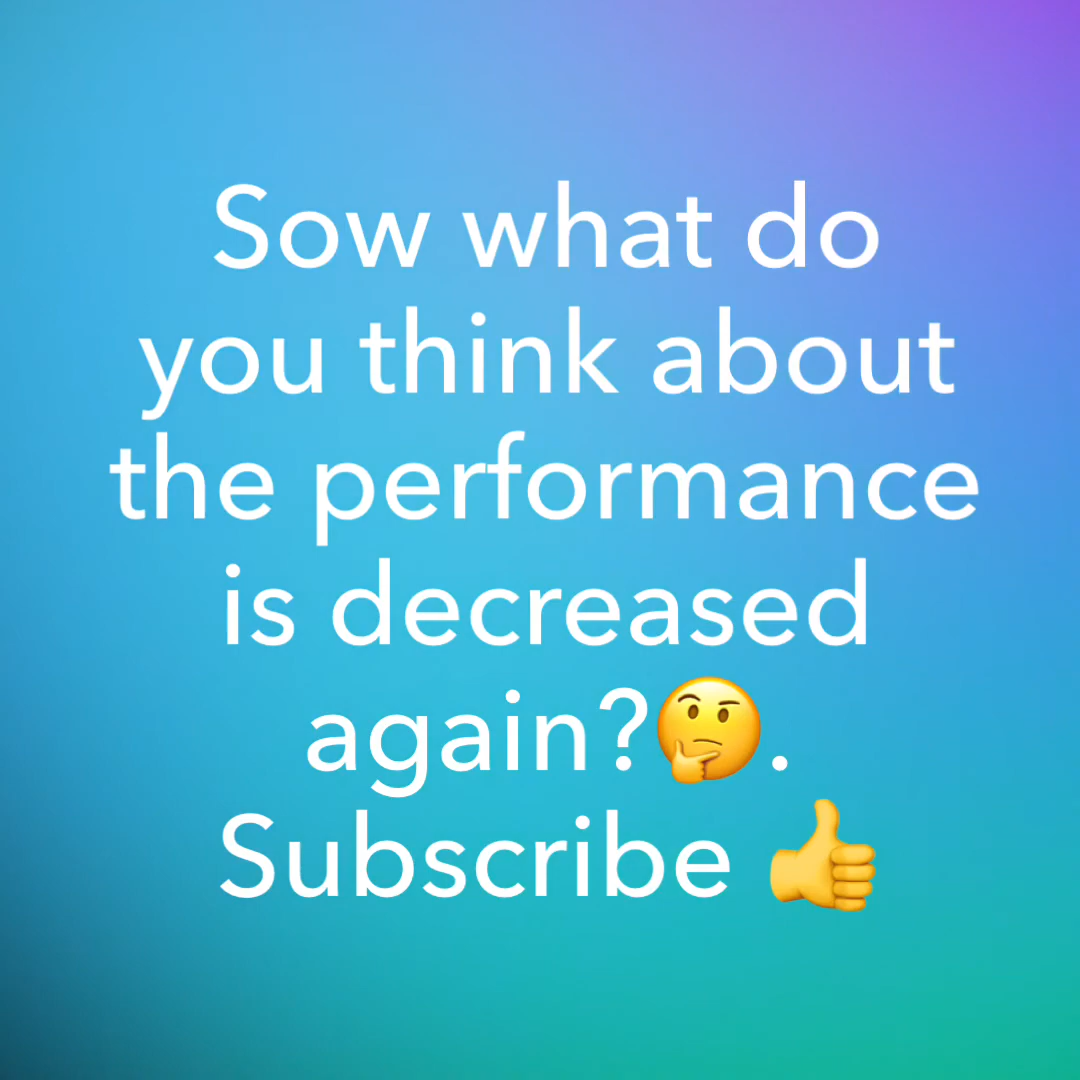 Sow what do
you think about
the performance
is decreased
again?🤔.
Subscribe 👍